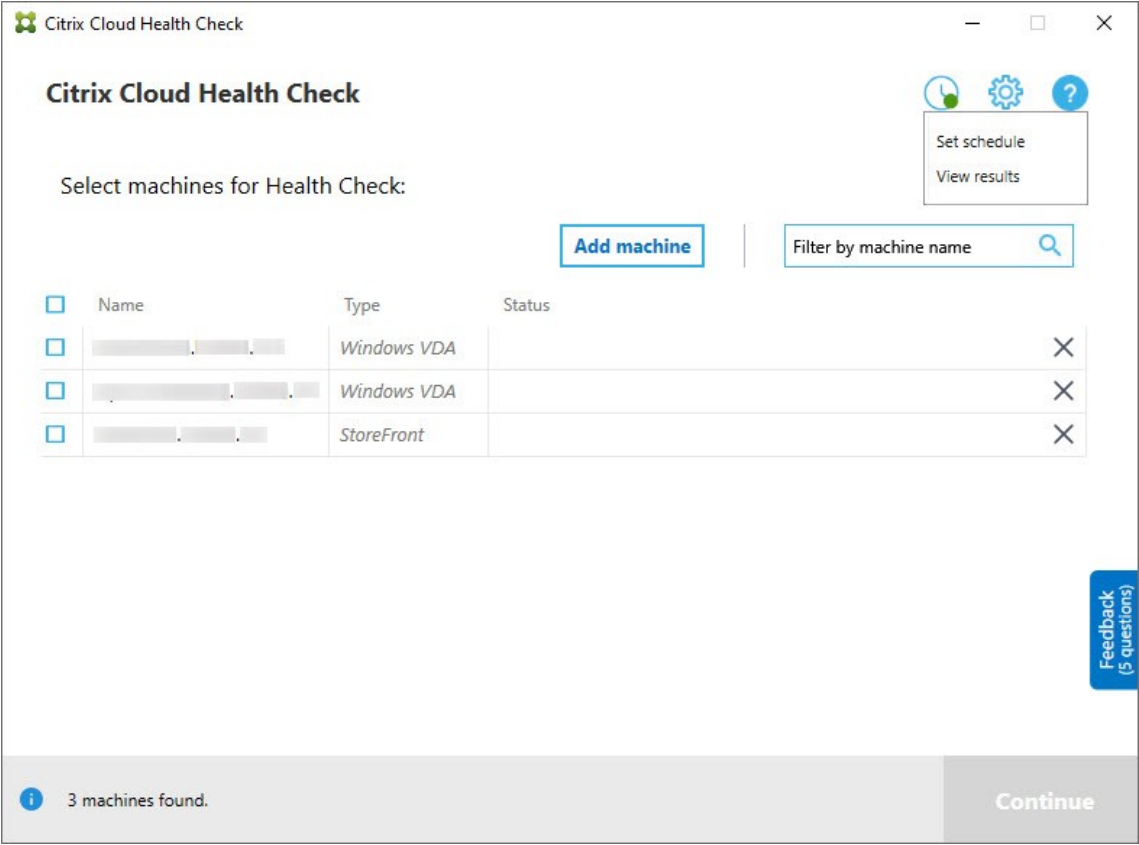 Citrix Cloud Health Check
Citrix Cloud Health Check
?
Set schedule
View results
Select machines for Health Check:
Add machine
Filter by machine name
Name Type Status
Windows VDA
Windows VDA
StoreFront
Feedback
(5 questions)
3 machines found.
Continue